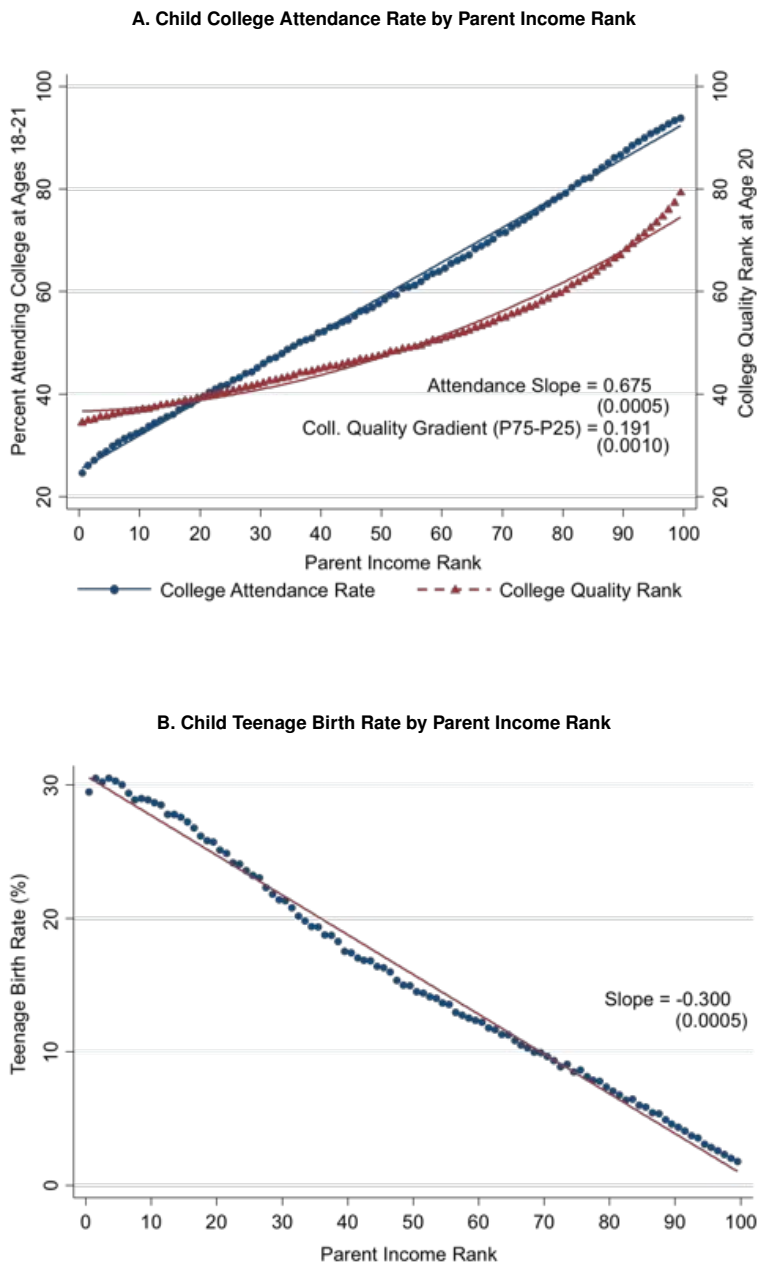 A. Child College Attendance Rate by Parent Income Rank
Percent Attending College at Ages 18-21
College Quality Rank at Age 20
100
80
60
40
20
100
80
60
40
20
Attendance Slope = 0.675
(0.0005)
Coll. Quality Gradient (P75-P25) = 0.191
(0.0010)
0 10 20 30 40 50 60 70 80 90 100
Parent Income Rank
College Attendance Rate College Quality Rank
B. Child Teenage Birth Rate by Parent Income Rank
Teenage Birth Rate (%)
30
20
10
0
Slope = -0.300
(0.0005)
0 10 20 30 40 50 60 70 80 90 100
Parent Income Rank